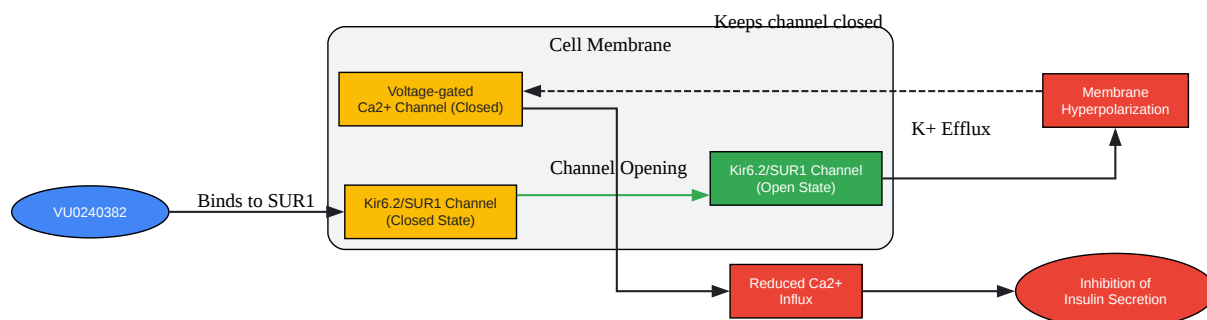 Keeps channel closed
Cell Membrane
Voltage-gated
Ca2+ Channel (Closed)
Membrane
Hyperpolarization
K+ Efflux
Channel Opening
Kir6.2/SUR1 Channel
(Open State)
Binds to SUR1
VU0240382
Kir6.2/SUR1 Channel
(Closed State)
Reduced Ca2+
Influx
Inhibition of
Insulin Secretion